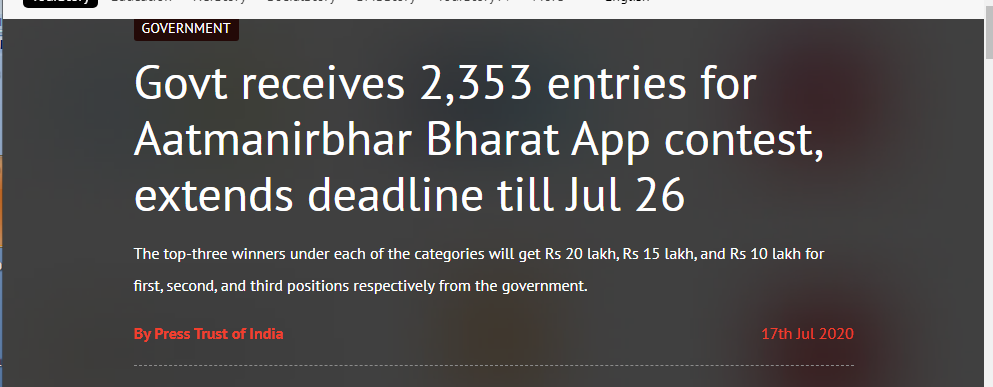 GOVERNMENT
Govt receives 2,353 entries for
Aatmanirbhar Bharat App contest,
extends deadline till Jul 26
The top-three winners under each of the categories will get Rs 20 lakh, Rs 15 lakh, and Rs 10 lakh for
first, second, and third positions respectively from the government.
By Press Trust of India 17th Jul 2020